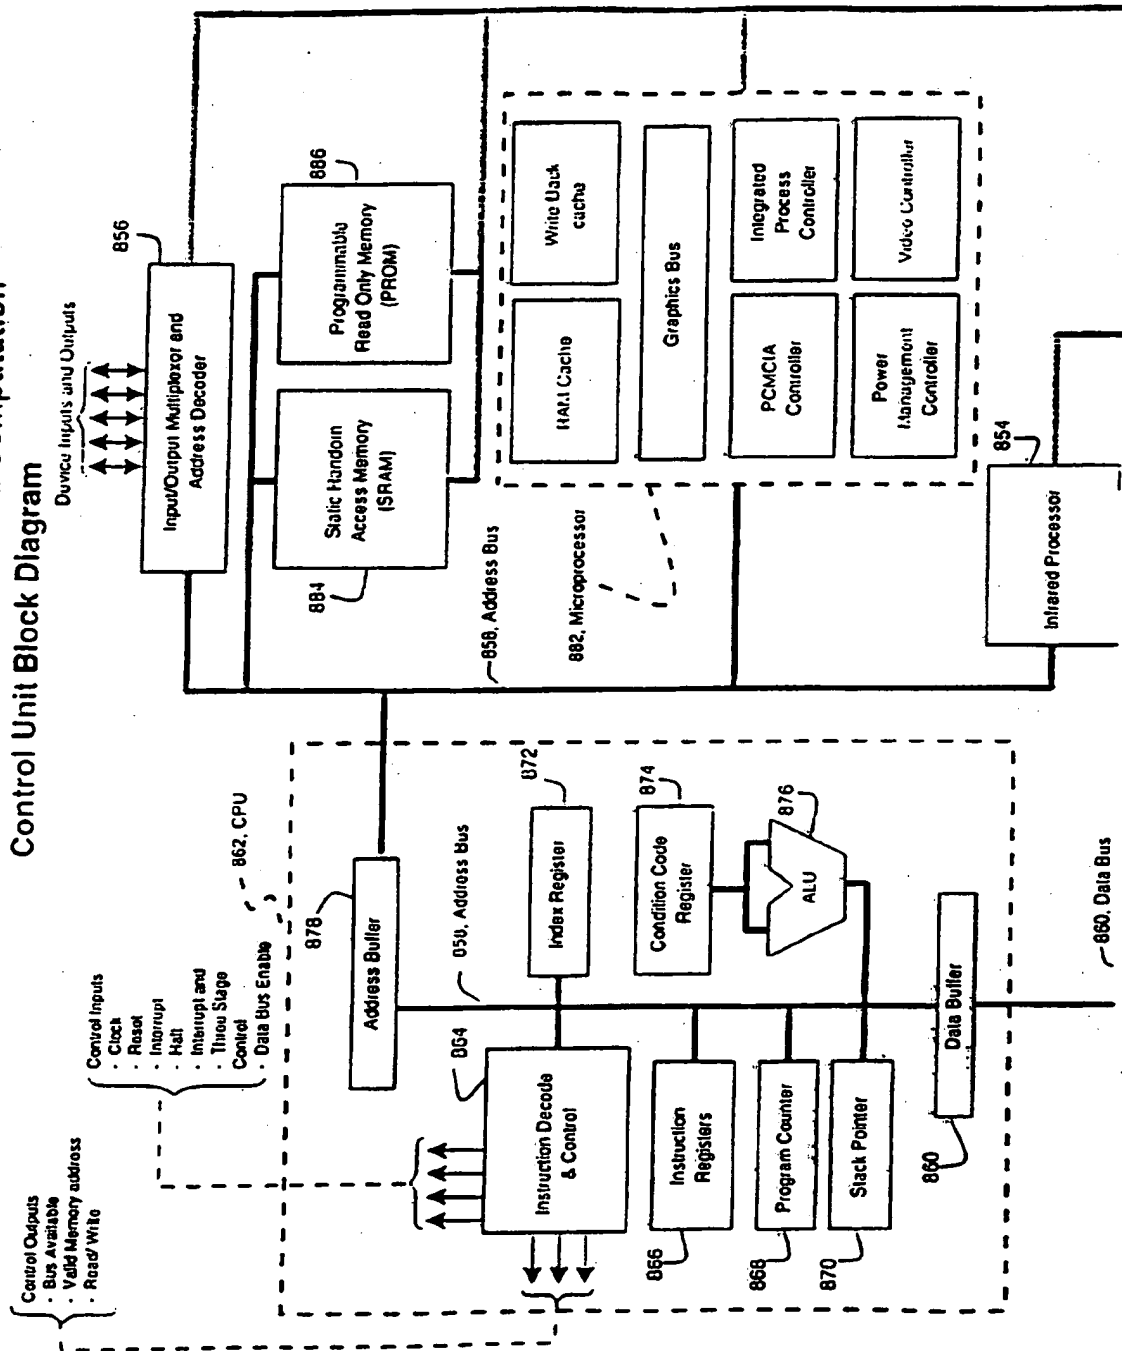 Control Unit Block Diagram
Device Inputs and Outputs
856
Input/Output Multiplexor and
Address Decoder
886
Programmable
Read Only Memory
(PROM)
Static Random
Access Memory
(SRAM)
884
858, Address Bus
882, Microprocessor
Write Back
cache
RAM Cache
Graphics Bus
Integrated
Process
Controller
PCMCIA
Controller
Video Controller
Power
Management
Controller
854
Infrared Processor
862, CPU
878
Address Buffer
858, Address Bus
872
Index Register
874
Condition Code
Register
876
ALU
Control Inputs
· Clock
· Reset
· Interrupt
· Halt
· Interrupt and
· Three Stage
Control
· Data Bus Enable
Control Outputs
· Bus Available
· Valid Memory address
· Read/ Write
864
Instruction Decode
& Control
Instruction
Registers
866
Program Counter
868
Stack Pointer
870
Data Buffer
860
860, Data Bus